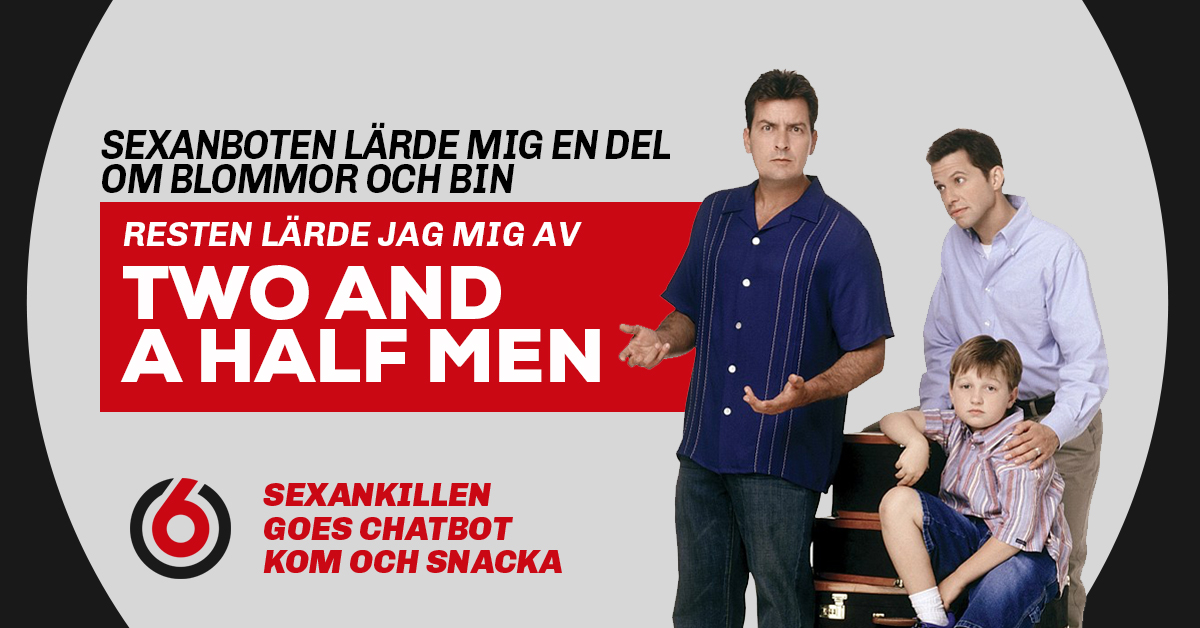 SEXANBOTEN LÄRDE MIG EN DEL
OM BLOMMOR OCH BIN
RESTEN LÄRDE JAG MIG AV
TWO AND
A HALF MEN
6
SEXANKILLEN
GOES CHATBOT
KOM OCH SNACKA